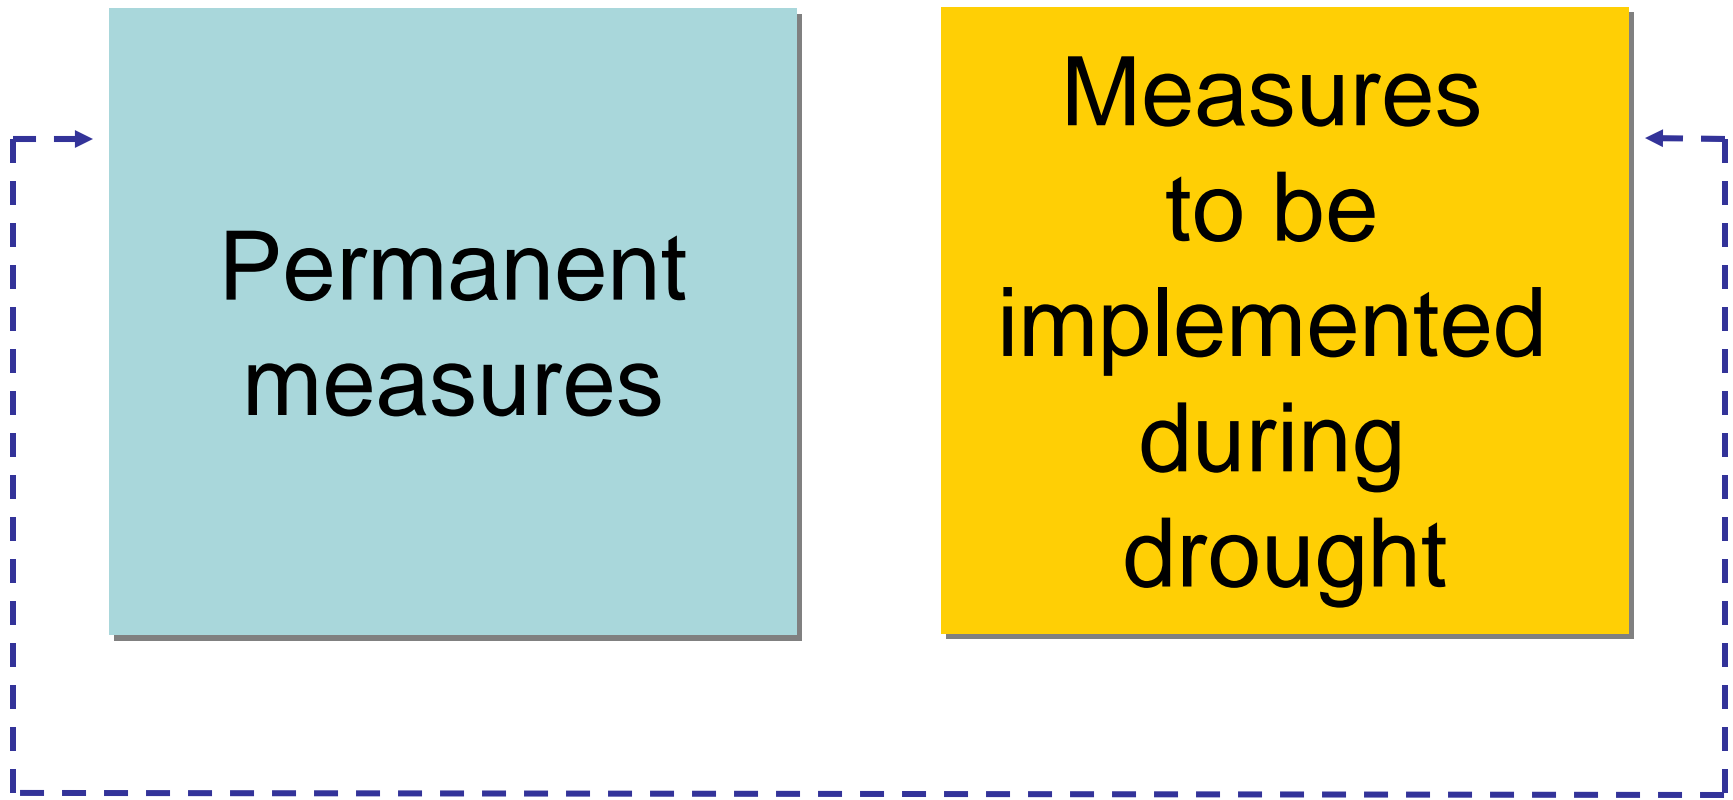 Permanent
measures
Measures
to be
implemented
during
drought